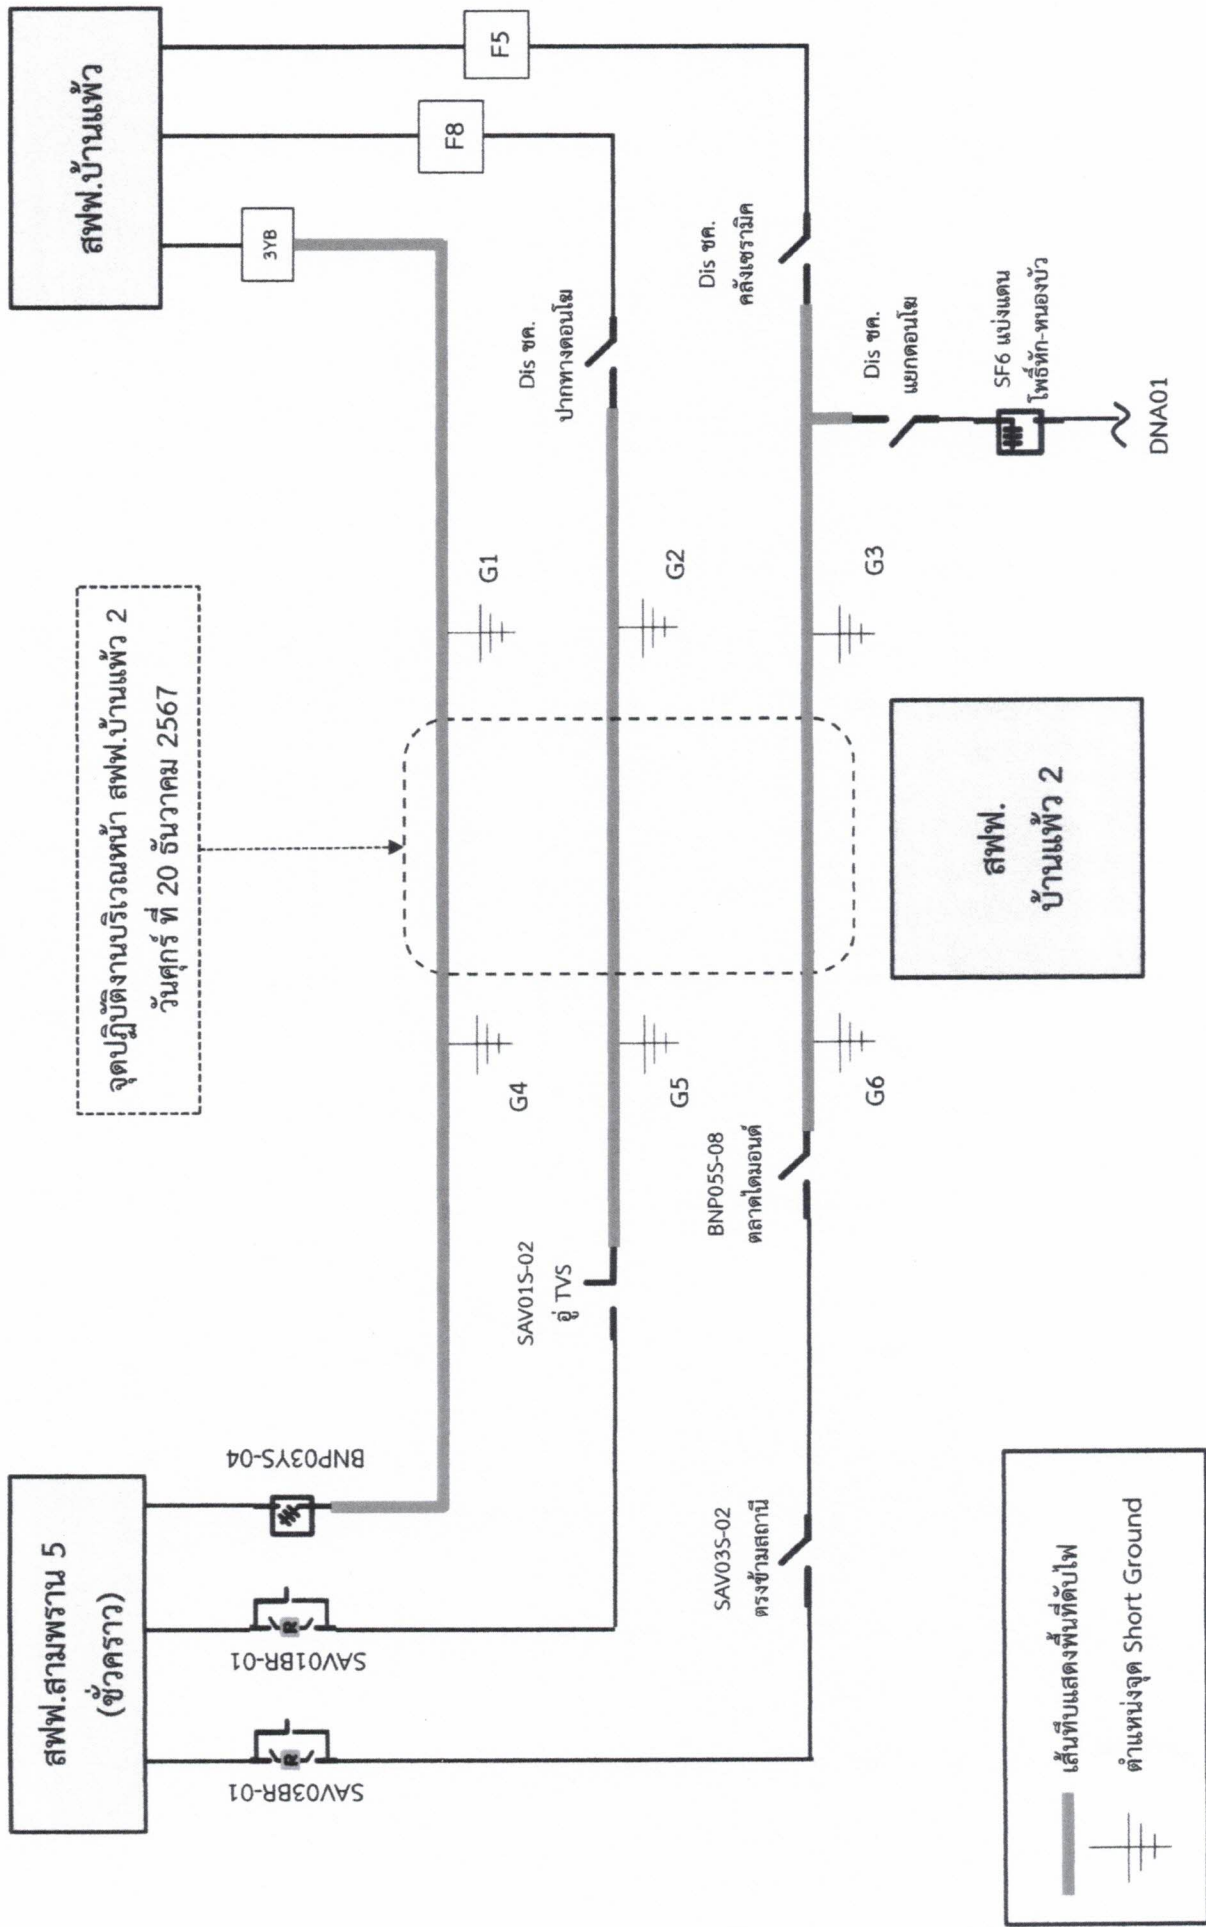 สฟฟ.สามพราน 5
(ชั่วคราว)
จุดปฏิบัติงานบริเวณหน้า สฟฟ.บ้านแพ้ว 2
วันศุกร์ ที่ 20 ธันวาคม 2567
สฟฟ.บ้านแพ้ว
SAV03BR-01
SAV01BR-01
BNP03YS-04
3YB
F8
F5
G4
G1
SAV01S-02
อู่ TVS
G5
G2
Dis ชค.
ปากทางดอนโฆ
SAV03S-02
ตรงข้ามสถานี
BNP05S-08
ตลาดไดมอนด์
G6
G3
Dis ชค.
คลังเซรามิค
Dis ชค.
แยกดอนโฆ
SF6 แบ่งแดน
โพธิ์หัก-หนองบัว
DNA01
สฟฟ.
บ้านแพ้ว 2
เส้นทึบแสดงพื้นที่ดับไฟ
ตำแหน่งจุด Short Ground